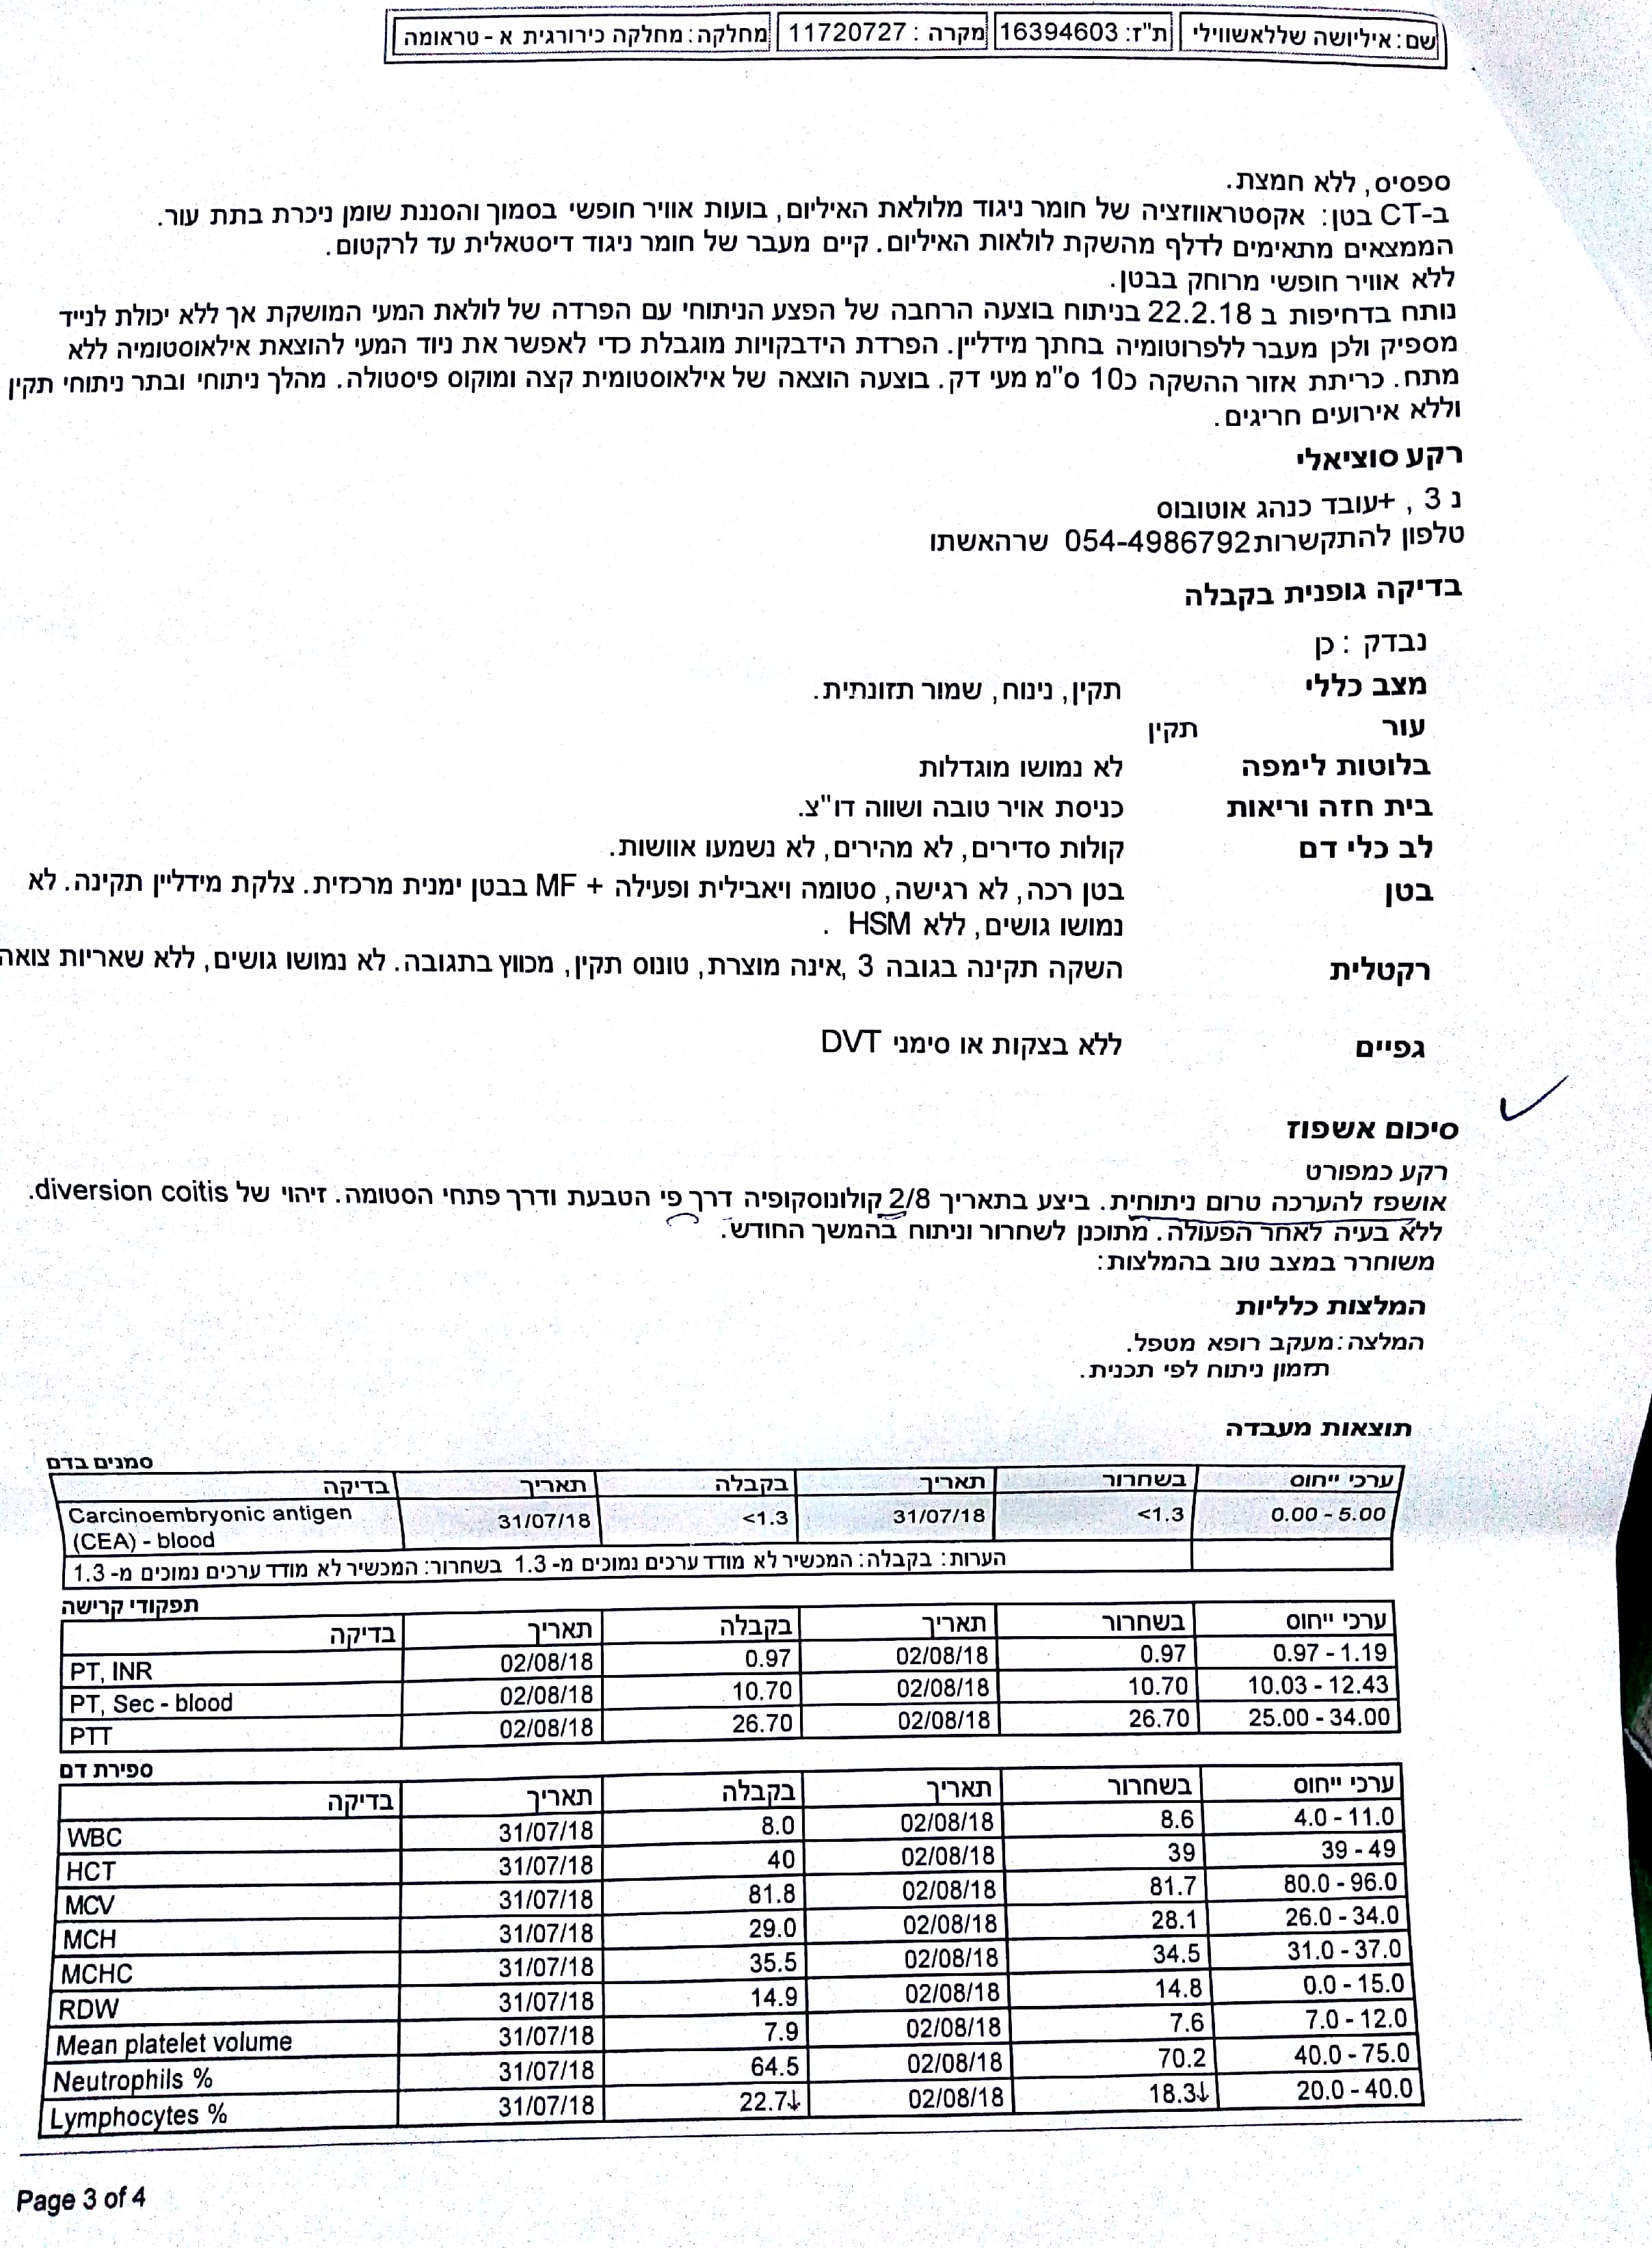 שם: איליושה שללאשווילי ת"ז: 16394603 מקרה : 11720727 מחלקה: מחלקה כירורגית א - טראומה
ספסיס, ללא חמצת.
ב-CT בטן: אקסטראווזציה של חומר ניגוד מלולאת האיליום, בועות אוויר חופשי בסמוך והסננת שומן ניכרת בתת עור.
הממצאים מתאימים לדלף מהשקת לולאות האיליום. קיים מעבר של חומר ניגוד דיסטאלית עד לרקטום.
ללא אוויר חופשי מרוחק בבטן.
נותח בדחיפות ב 22.2.18 בניתוח בוצעה הרחבה של הפצע הניתוחי עם הפרדה של לולאת המעי המושקת אך ללא יכולת לנייד
מספיק ולכן מעבר ללפרוטומיה בחתך מידליין. הפרדת הידבקויות מוגבלת כדי לאפשר את ניוד המעי להוצאת אילאוסטומיה ללא
מתח. כריתת אזור ההשקה כ10 ס"מ מעי דק. בוצעה הוצאה של אילאוסטומית קצה ומוקוס פיסטולה. מהלך ניתוחי ובתר ניתוחי תקין
וללא אירועים חריגים.
רקע סוציאלי
נ 3 , +עובד כנהג אוטובוס
טלפון להתקשרות054-4986792 שרהאשתו
בדיקה גופנית בקבלה
נבדק : כן
מצב כללי תקין, נינוח, שמור תזונתית.
עור תקין
בלוטות לימפה לא נמושו מוגדלות
בית חזה וריאות כניסת אויר טובה ושווה דו"צ.
לב כלי דם קולות סדירים, לא מהירים, לא נשמעו אוושות.
בטן בטן רכה, לא רגישה, סטומה ויאבילית ופעילה + MF בבטן ימנית מרכזית. צלקת מידליין תקינה. לא
נמושו גושים, ללא HSM .
רקטלית השקה תקינה בגובה 3 ,אינה מוצרת, טונוס תקין, מכווץ בתגובה. לא נמושו גושים, ללא שאריות צואה
גפיים ללא בצקות או סימני DVT
סיכום אשפוז
רקע כמפורט
אושפז להערכה טרום ניתוחית. ביצע בתאריך 2/8 קולונוסקופיה דרך פי הטבעת ודרך פתחי הסטומה. זיהוי של diversion coitis.
ללא בעיה לאחר הפעולה. מתוכנן לשחרור וניתוח בהמשך החודש.
משוחרר במצב טוב בהמלצות:
המלצות כלליות
המלצה: מעקב רופא מטפל.
תזמון ניתוח לפי תכנית.
תוצאות מעבדה
סמנים בדם
בדיקה תאריך בקבלה תאריך בשחרור ערכי ייחוס
Carcinoembryonic antigen (CEA) - blood 31/07/18 <1.3 31/07/18 <1.3 0.00 - 5.00
הערות: בקבלה: המכשיר לא מודד ערכים נמוכים מ- 1.3 בשחרור: המכשיר לא מודד ערכים נמוכים מ- 1.3
תפקודי קרישה
בדיקה תאריך בקבלה תאריך בשחרור ערכי ייחוס
PT, INR 02/08/18 0.97 02/08/18 0.97 0.97 - 1.19
PT, Sec - blood 02/08/18 10.70 02/08/18 10.70 10.03 - 12.43
PTT 02/08/18 26.70 02/08/18 26.70 25.00 - 34.00
ספירת דם
בדיקה תאריך בקבלה תאריך בשחרור ערכי ייחוס
WBC 31/07/18 8.0 02/08/18 8.6 4.0 - 11.0
HCT 31/07/18 40 02/08/18 39 39 - 49
MCV 31/07/18 81.8 02/08/18 81.7 80.0 - 96.0
MCH 31/07/18 29.0 02/08/18 28.1 26.0 - 34.0
MCHC 31/07/18 35.5 02/08/18 34.5 31.0 - 37.0
RDW 31/07/18 14.9 02/08/18 14.8 0.0 - 15.0
Mean platelet volume 31/07/18 7.9 02/08/18 7.6 7.0 - 12.0
Neutrophils % 31/07/18 64.5 02/08/18 70.2 40.0 - 75.0
Lymphocytes % 31/07/18 22.7↓ 02/08/18 18.3↓ 20.0 - 40.0
Page 3 of 4